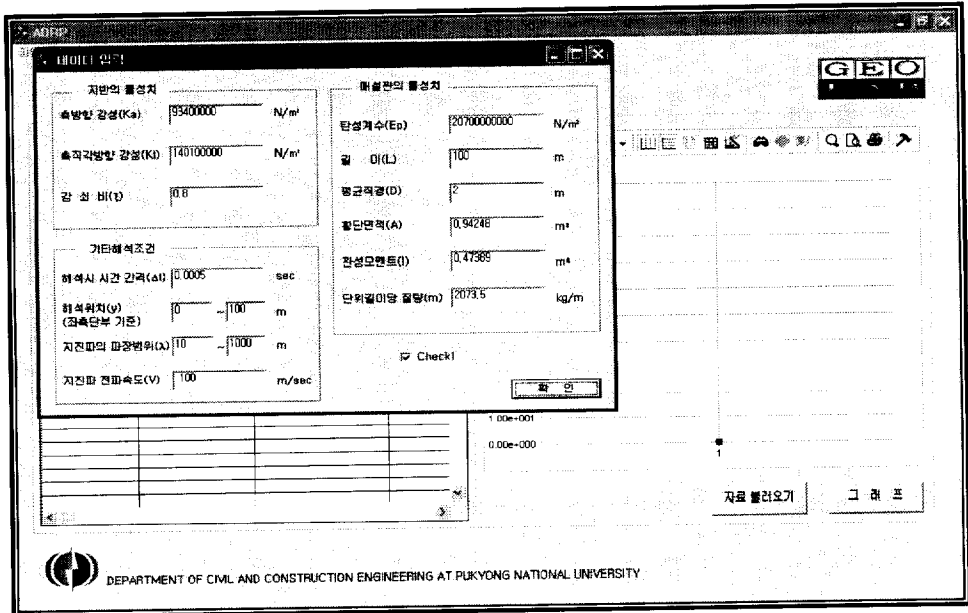 ADRP
데이터 입력
GEO
지반의 물성치
축방향 강성(Ka) 93400000 N/m²
축직각방향 강성(Kl) 140100000 N/m²
감 쇠 비(ξ) 0.8
기타해석조건
해석시 시간 간격(Δt) 0.0005 sec
해석위치(y) 0 ~ 100 m
(좌측단부 기준)
지진파의 파장범위(λ) 10 ~ 1000 m
지진파 전파속도(V) 100 m/sec
매설관의 물성치
탄성계수(Ep) 20700000000 N/m²
길 이(L) 100 m
평균직경(D) 2 m
횡단면적(A) 0.94248 m²
관성모멘트(I) 0.47369 m⁴
단위길이당 질량(m) 2073.5 kg/m
Check1
확 인
1.00e+001
0.00e+000
1
자료 불러오기
그 래 프
DEPARTMENT OF CIVIL AND CONSTRUCTION ENGINEERING AT PUKYONG NATIONAL UNIVERSITY